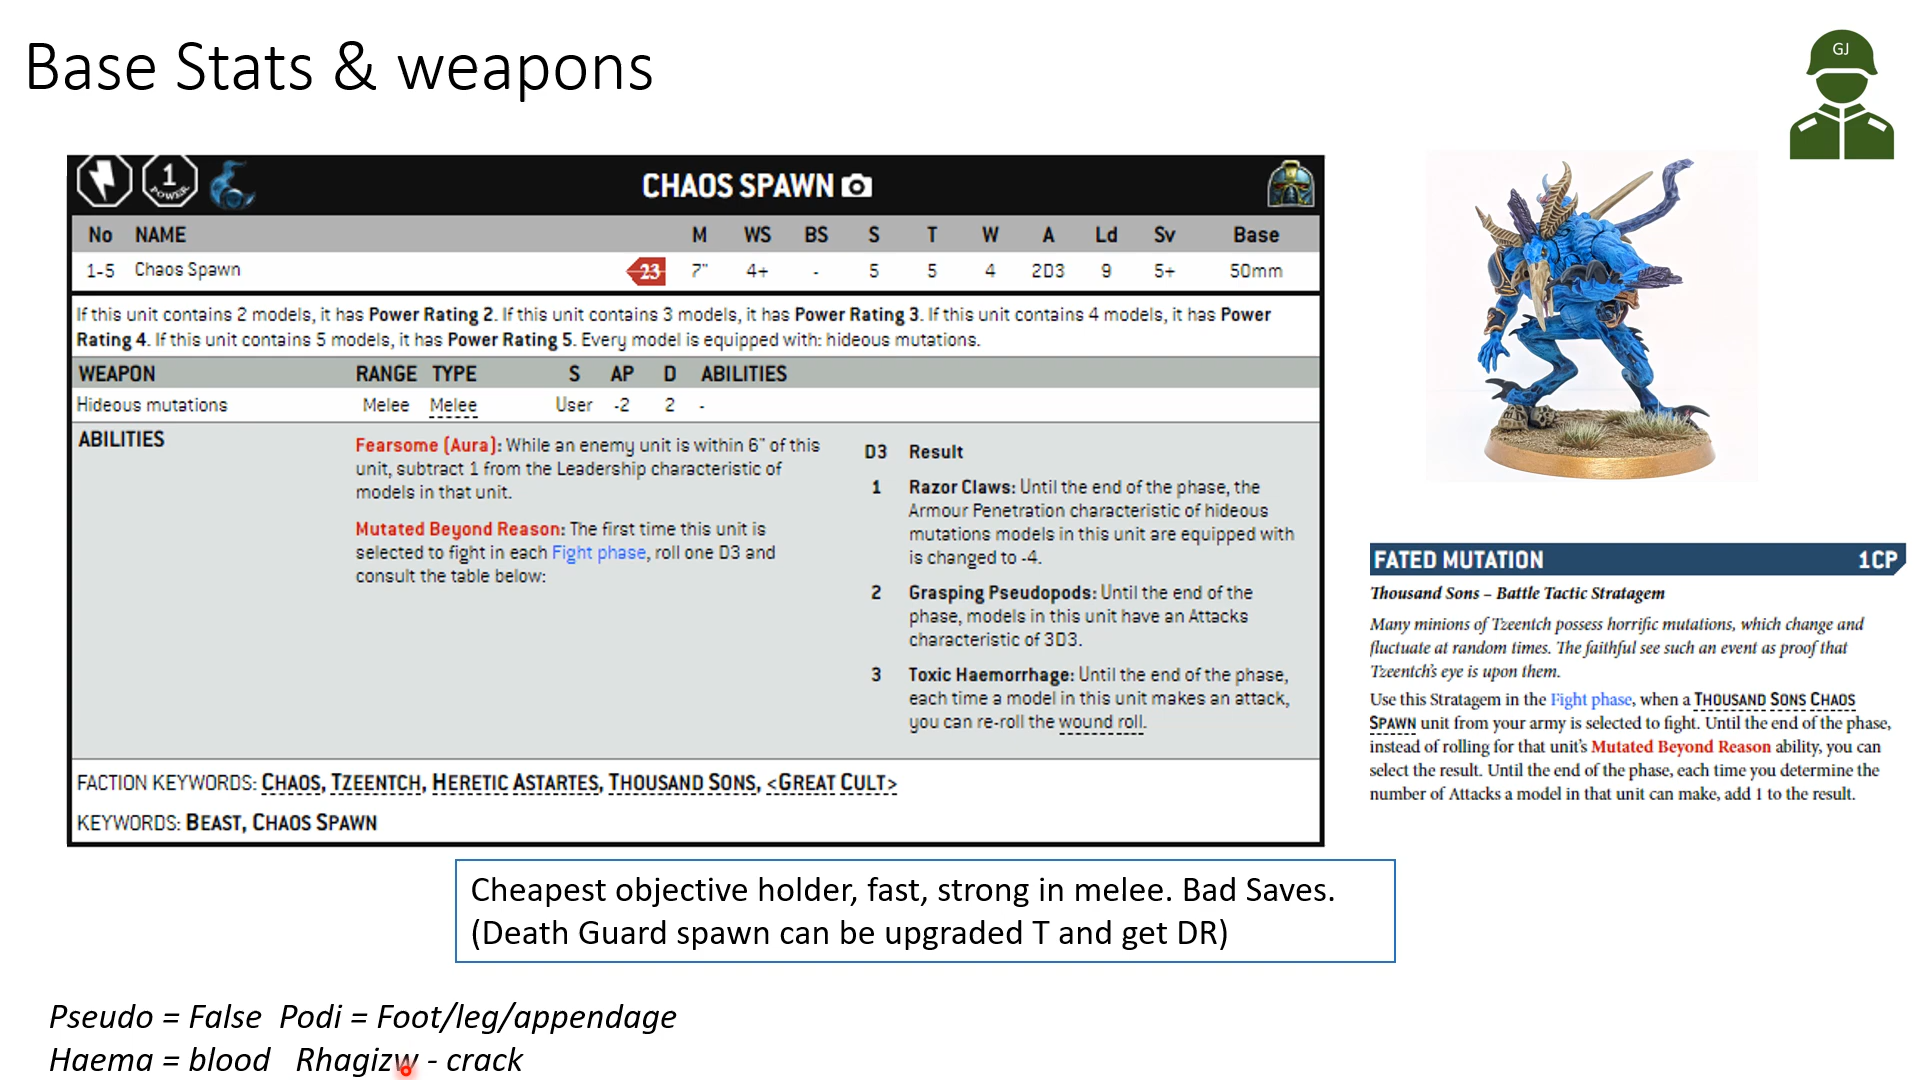 Base Stats & weapons
GJ
1
POWER
CHAOS SPAWN
No NAME M WS BS S T W A Ld Sv Base
1-5 Chaos Spawn 23 7" 4+ - 5 5 4 2D3 9 5+ 50mm
If this unit contains 2 models, it has Power Rating 2. If this unit contains 3 models, it has Power Rating 3. If this unit contains 4 models, it has Power
Rating 4. If this unit contains 5 models, it has Power Rating 5. Every model is equipped with: hideous mutations.
WEAPON RANGE TYPE S AP D ABILITIES
Hideous mutations Melee Melee User -2 2 -
ABILITIES
Fearsome (Aura): While an enemy unit is within 6" of this
unit, subtract 1 from the Leadership characteristic of
models in that unit.
Mutated Beyond Reason: The first time this unit is
selected to fight in each Fight phase, roll one D3 and
consult the table below:
D3 Result
1 Razor Claws: Until the end of the phase, the
Armour Penetration characteristic of hideous
mutations models in this unit are equipped with
is changed to -4.
2 Grasping Pseudopods: Until the end of the
phase, models in this unit have an Attacks
characteristic of 3D3.
3 Toxic Haemorrhage: Until the end of the phase,
each time a model in this unit makes an attack,
you can re-roll the wound roll.
FACTION KEYWORDS: CHAOS, TZEENTCH, HERETIC ASTARTES, THOUSAND SONS, <GREAT CULT>
KEYWORDS: BEAST, CHAOS SPAWN
FATED MUTATION 1CP
Thousand Sons – Battle Tactic Stratagem
Many minions of Tzeentch possess horrific mutations, which change and
fluctuate at random times. The faithful see such an event as proof that
Tzeentch's eye is upon them.
Use this Stratagem in the Fight phase, when a THOUSAND SONS CHAOS
SPAWN unit from your army is selected to fight. Until the end of the phase,
instead of rolling for that unit's Mutated Beyond Reason ability, you can
select the result. Until the end of the phase, each time you determine the
number of Attacks a model in that unit can make, add 1 to the result.
Cheapest objective holder, fast, strong in melee. Bad Saves.
(Death Guard spawn can be upgraded T and get DR)
Pseudo = False Podi = Foot/leg/appendage
Haema = blood Rhagizw - crack